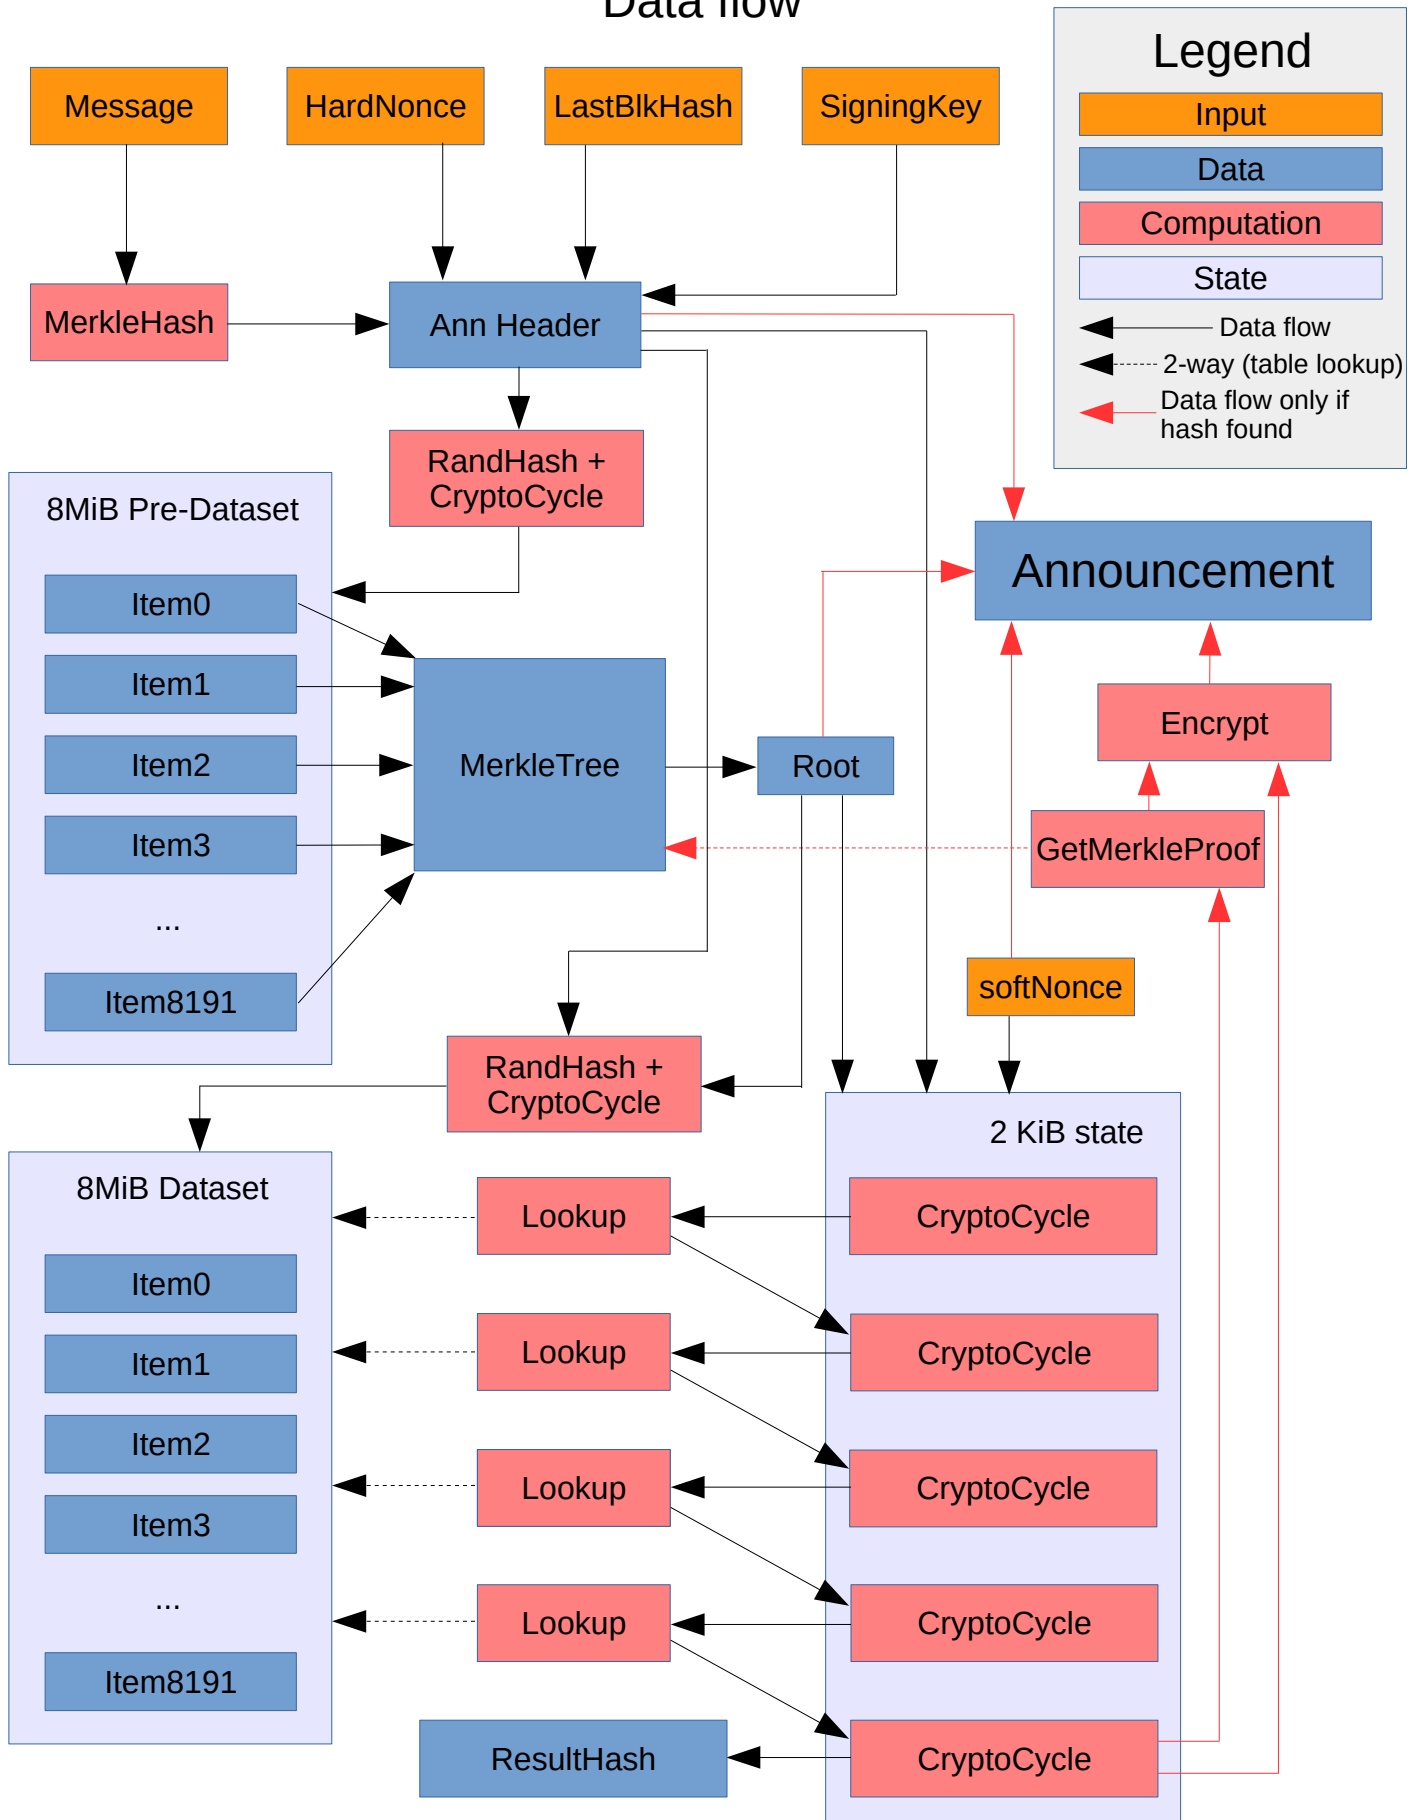 Data flow
Message
HardNonce
LastBlkHash
SigningKey
Legend
Input
Data
Computation
State
Data flow
2-way (table lookup)
Data flow only if
hash found
MerkleHash
Ann Header
RandHash +
CryptoCycle
8MiB Pre-Dataset
Item0
Item1
Item2
Item3
...
Item8191
MerkleTree
Root
Announcement
Encrypt
GetMerkleProof
softNonce
RandHash +
CryptoCycle
2 KiB state
8MiB Dataset
Item0
Item1
Item2
Item3
...
Item8191
Lookup
CryptoCycle
Lookup
CryptoCycle
Lookup
CryptoCycle
Lookup
CryptoCycle
ResultHash
CryptoCycle